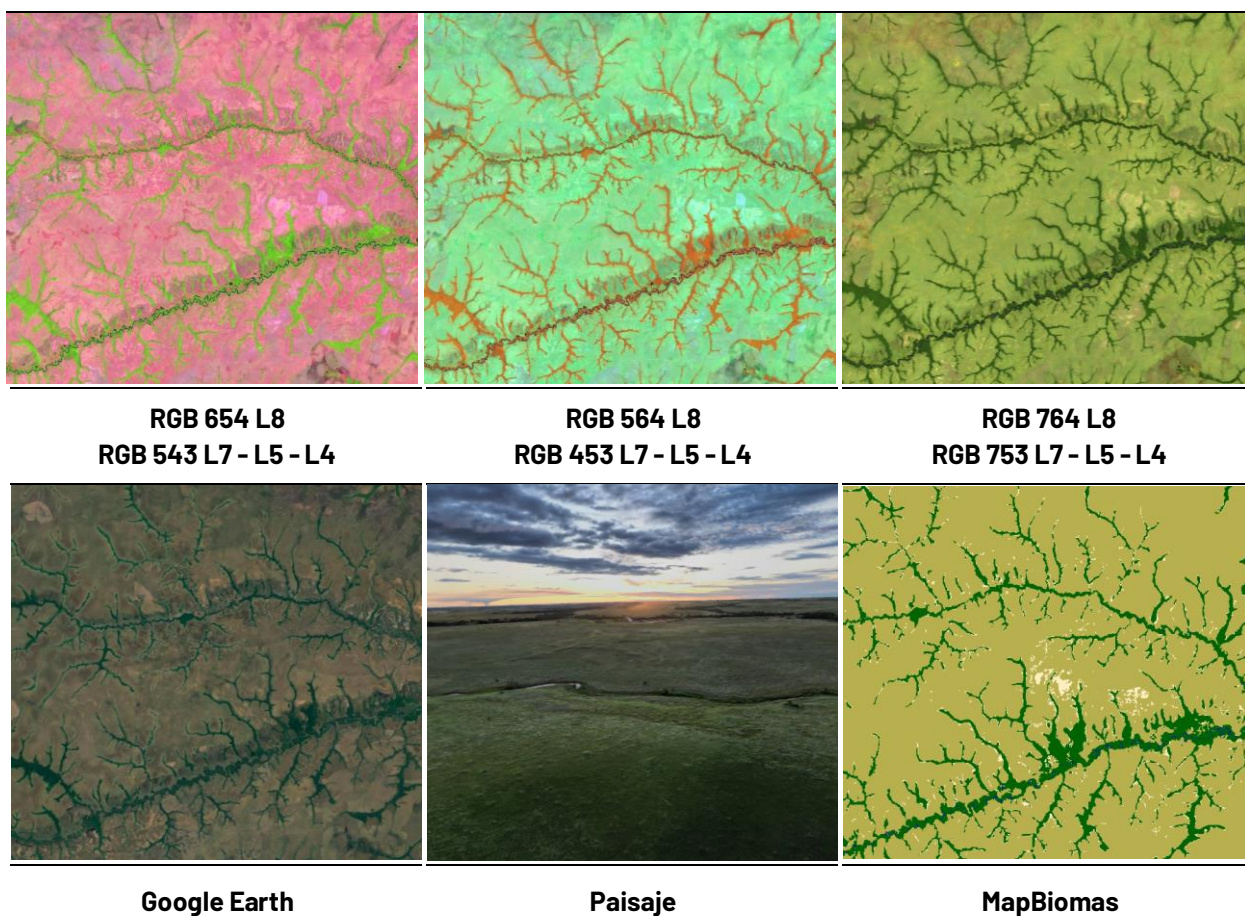 RGB 654 L8
RGB 564 L8
RGB 764 L8
RGB 543 L7 - L5 - L4
RGB 453 L7 - L5 - L4
RGB 753 L7 - L5 - L4
Google Earth
Paisaje
MapBiomas